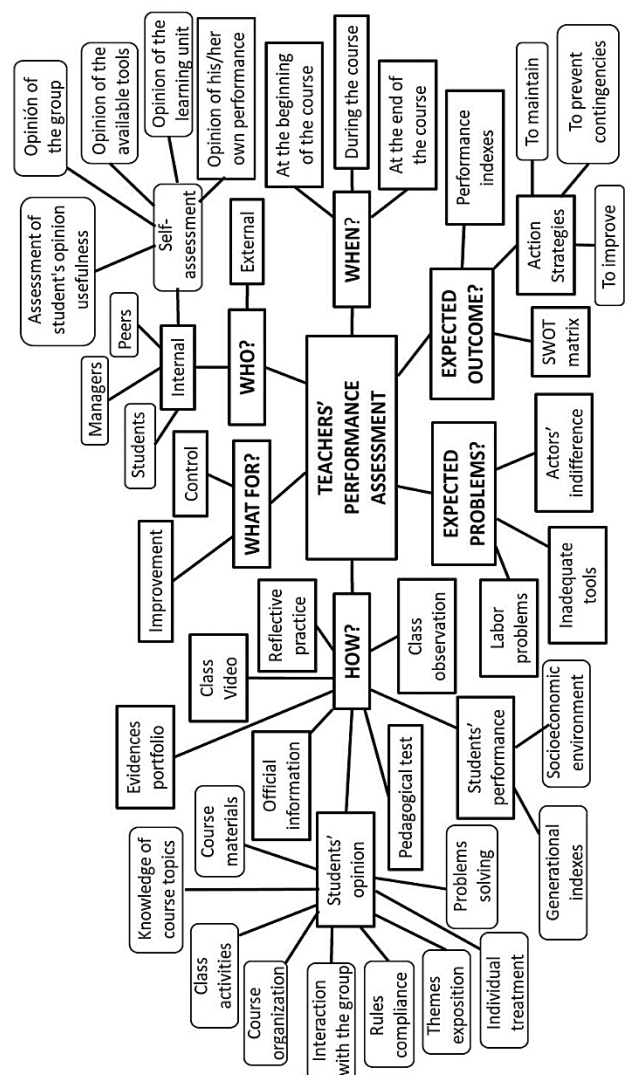 TEACHERS’
PERFORMANCE
ASSESSMENT
WHAT FOR?
Improvement
Control
WHO?
Internal
Students
Managers
Peers
Self-
assessment
Assessment of
student's opinion
usefulness
Opinión of
the group
Opinion of the
available tools
Opinion of the
learning unit
Opinion of his/her
own performance
External
WHEN?
At the beginning
of the course
During the course
At the end of
the course
EXPECTED
OUTCOME?
Performance
indexes
Action
Strategies
To maintain
To prevent
contingencies
To improve
SWOT
matrix
EXPECTED
PROBLEMS?
Actors’
indifference
Inadequate
tools
Labor
problems
HOW?
Reflective
practice
Class
Video
Evidences
portfolio
Official
information
Students’
opinion
Course
materials
Knowledge of
course topics
Class
activities
Course
organization
Interaction
with the group
Rules
compliance
Themes
exposition
Individual
treatment
Problems
solving
Pedagogical test
Students’
performance
Generational
indexes
Socioeconomic
environment
Class
observation